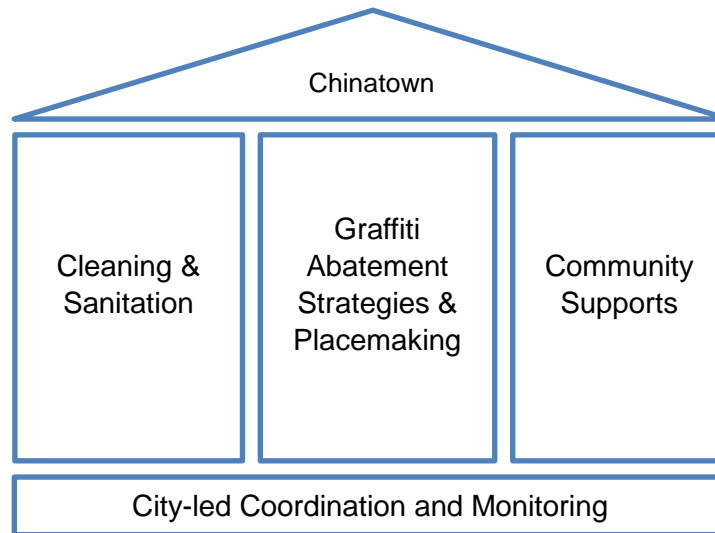 Chinatown
Cleaning &
Sanitation
Graffiti
Abatement
Strategies &
Placemaking
Community
Supports
City-led Coordination and Monitoring